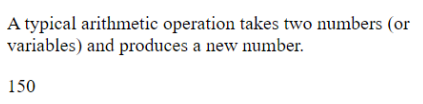 A typical arithmetic operation takes two numbers (or
variables) and produces a new number.
150